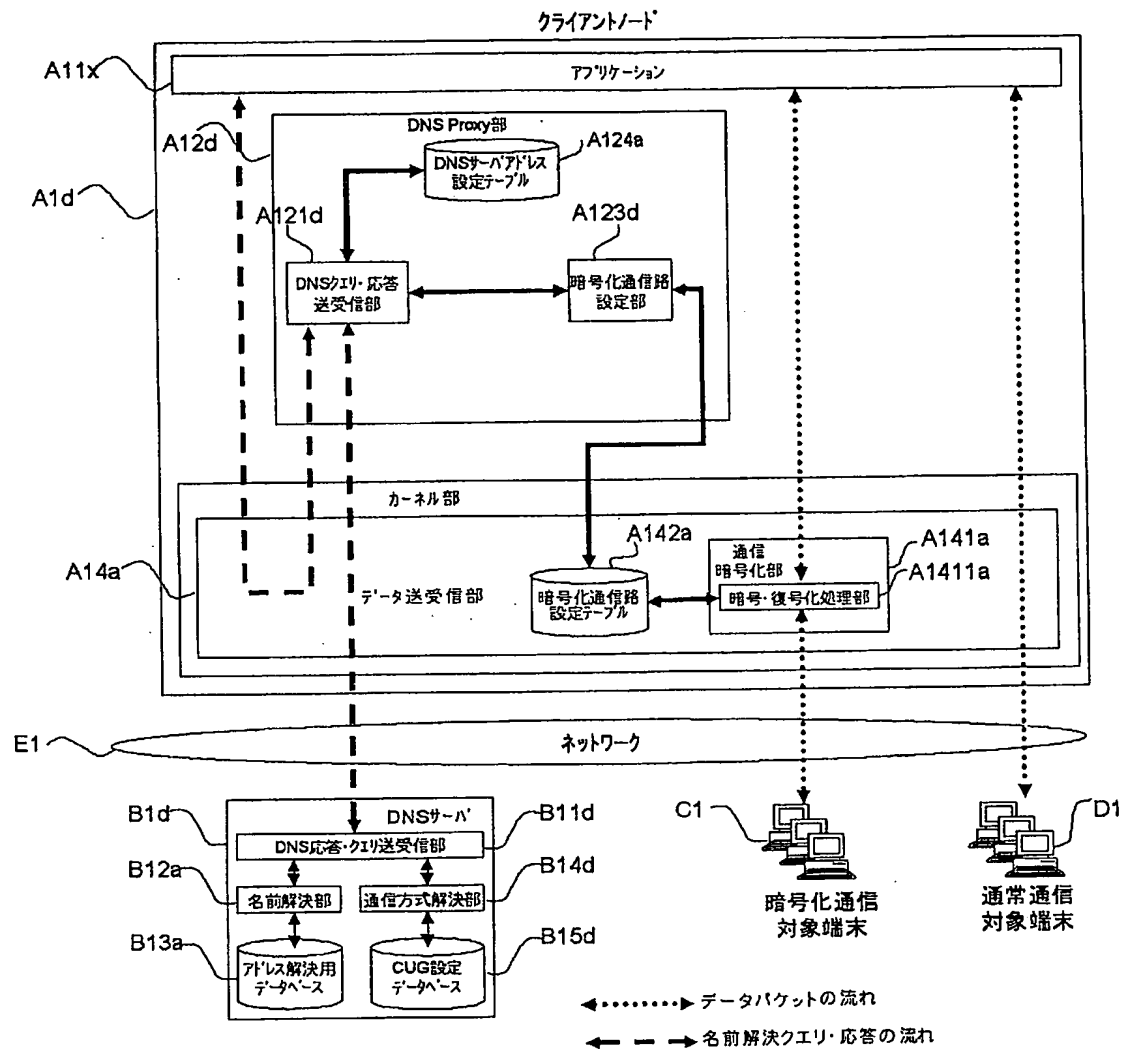 クライアントノード
A11x
アプリケーション
A12d
DNS Proxy部
A124a
DNSサーバアドレス
設定テーブル
A1d
A121d
A123d
DNSクエリ・応答
送受信部
暗号化通信路
設定部
カーネル部
A14a
データ送受信部
A142a
暗号化通信路
設定テーブル
通信
暗号化部
A141a
A1411a
暗号・復号化処理部
E1
ネットワーク
B1d
DNSサーバ
B11d
DNS応答・クエリ送受信部
B12a
名前解決部
通信方式解決部
B14d
B13a
アドレス解決用
データベース
CUG設定
データベース
B15d
C1
暗号化通信
対象端末
D1
通常通信
対象端末
データパケットの流れ
名前解決クエリ・応答の流れ